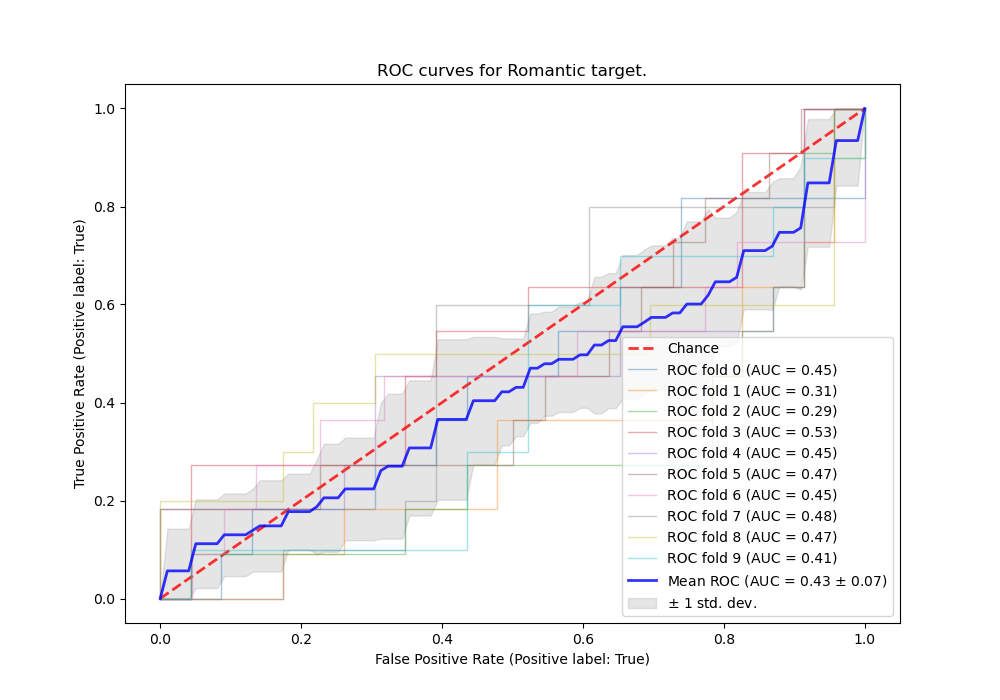 ROC curves for Romantic target.
True Positive Rate (Positive label: True)
1.0
0.8
0.6
0.4
0.2
0.0
0.0
0.2
0.4
0.6
0.8
1.0
False Positive Rate (Positive label: True)
Chance
ROC fold 0 (AUC = 0.45)
ROC fold 1 (AUC = 0.31)
ROC fold 2 (AUC = 0.29)
ROC fold 3 (AUC = 0.53)
ROC fold 4 (AUC = 0.45)
ROC fold 5 (AUC = 0.47)
ROC fold 6 (AUC = 0.45)
ROC fold 7 (AUC = 0.48)
ROC fold 8 (AUC = 0.47)
ROC fold 9 (AUC = 0.41)
Mean ROC (AUC = 0.43 ± 0.07)
± 1 std. dev.